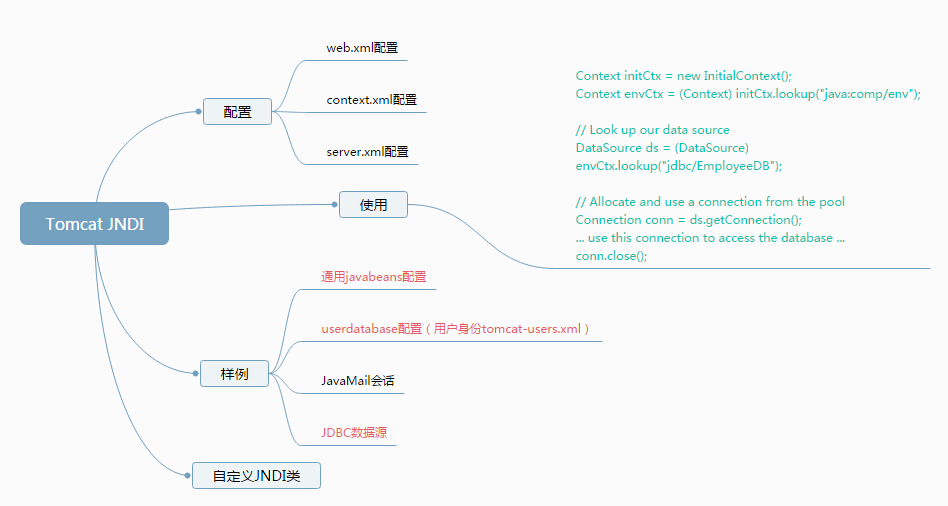 Tomcat JNDI
配置
web.xml配置
context.xml配置
server.xml配置
使用
Context initCtx = new InitialContext();
Context envCtx = (Context) initCtx.lookup("java:comp/env");
// Look up our data source
DataSource ds = (DataSource)
envCtx.lookup("jdbc/EmployeeDB");
// Allocate and use a connection from the pool
Connection conn = ds.getConnection();
... use this connection to access the database ...
conn.close();
样例
通用javabeans配置
userdatabase配置（用户身份tomcat-users.xml）
JavaMail会话
JDBC数据源
自定义JNDI类